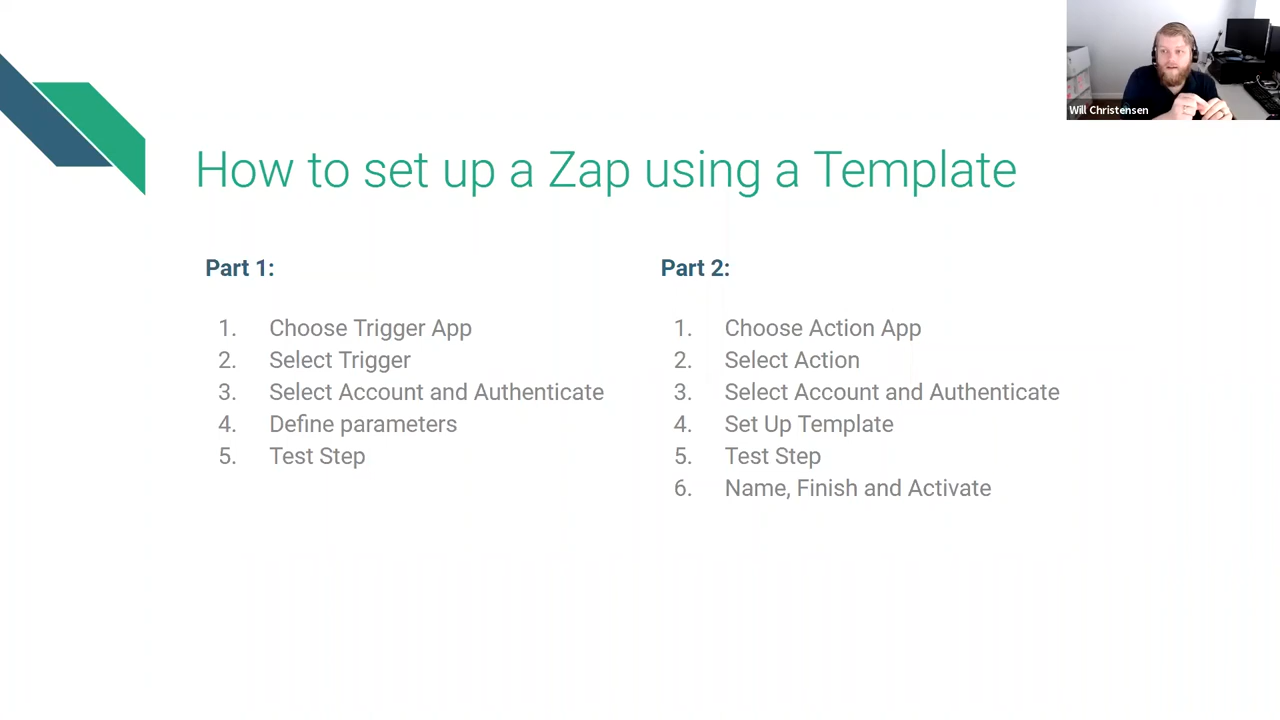 Will Christensen
How to set up a Zap using a Template
Part 1:
1. Choose Trigger App
2. Select Trigger
3. Select Account and Authenticate
4. Define parameters
5. Test Step
Part 2:
1. Choose Action App
2. Select Action
3. Select Account and Authenticate
4. Set Up Template
5. Test Step
6. Name, Finish and Activate